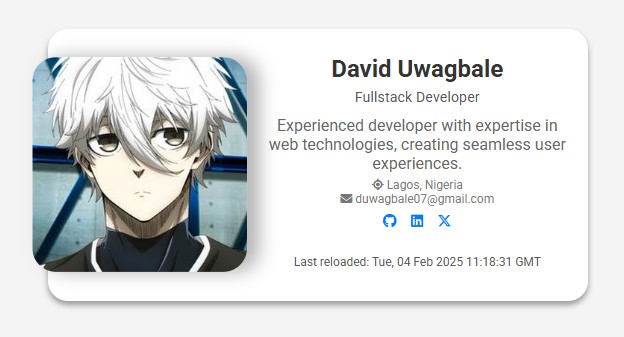 David Uwagbale
Fullstack Developer
Experienced developer with expertise in
web technologies, creating seamless user
experiences.
Lagos, Nigeria
duwagbale07@gmail.com
Last reloaded: Tue, 04 Feb 2025 11:18:31 GMT